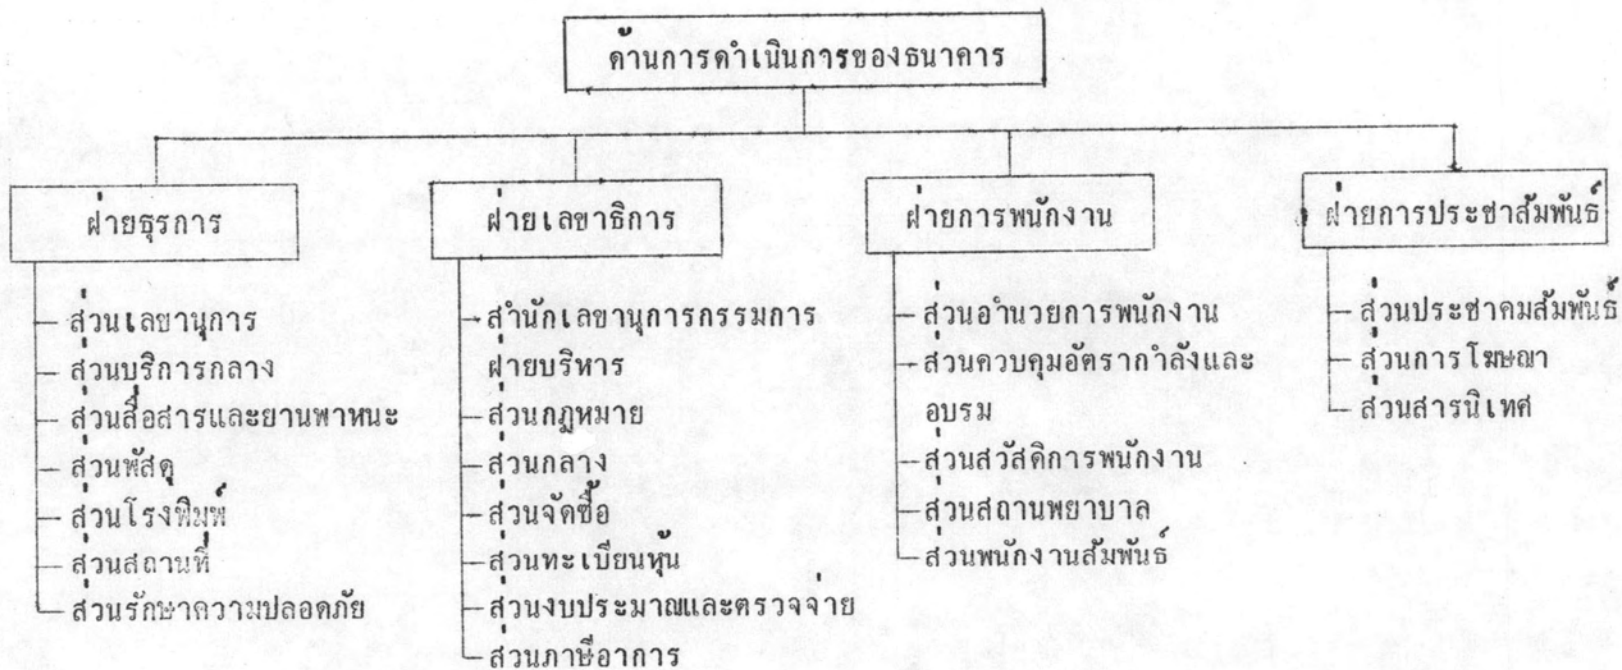 ด้านการดำเนินการของธนาคาร
ฝ่ายธุรการ
ส่วนเลขานุการ
ส่วนบริการกลาง
ส่วนสื่อสารและยานพาหนะ
ส่วนพัสดุ
ส่วนโรงพิมพ์
ส่วนสถานที่
ส่วนรักษาความปลอดภัย
ฝ่ายเลขาธิการ
สำนักเลขานุการกรรมการ
ฝ่ายบริหาร
ส่วนกฎหมาย
ส่วนกลาง
ส่วนจัดซื้อ
ส่วนทะเบียนหุ้น
ส่วนงบประมาณและตรวจจ่าย
ส่วนภาษีอาการ
ฝ่ายการพนักงาน
ส่วนอำนวยการพนักงาน
ส่วนควบคุมอัตรากำลังและ
อบรม
ส่วนสวัสดิการพนักงาน
ส่วนสถานพยาบาล
ส่วนพนักงานสัมพันธ์
ฝ่ายการประชาสัมพันธ์
ส่วนประชาคมสัมพันธ์
ส่วนการโฆษณา
ส่วนสารนิเทศ